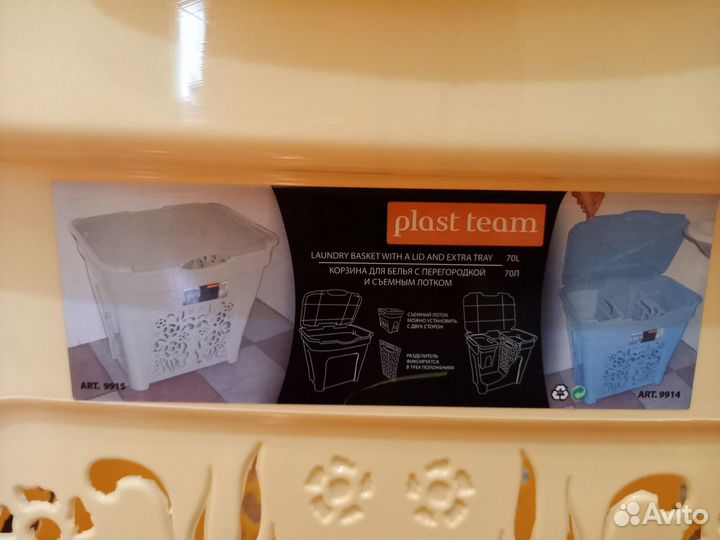 plast team
LAUNDRY BASKET WITH A LID AND EXTRA TRAY 70L
КОРЗИНА ДЛЯ БЕЛЬЯ С ПЕРЕГОРОДКОЙ 70Л
И СЪЕМНЫМ ЛОТКОМ
СЪЕМНЫЙ ЛОТОК
МОЖНО УСТАНОВИТЬ
С ДВУХ СТОРОН
РАЗДЕЛИТЕЛЬ
ФИКСИРУЕТСЯ
В ТРЕХ ПОЛОЖЕНИЯХ
ART. 9915
ART. 9914
Avito